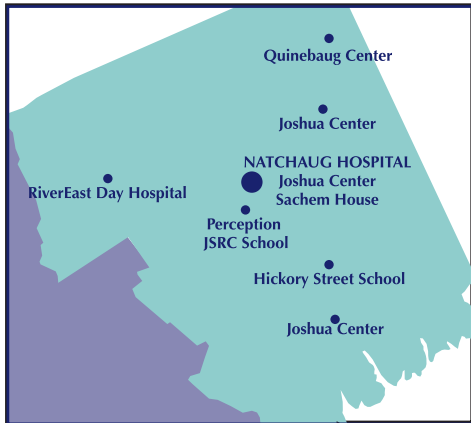 Quinebaug Center
Joshua Center
NATCHAUG HOSPITAL
Joshua Center
Sachem House
RiverEast Day Hospital
Perception
JSRC School
Hickory Street School
Joshua Center